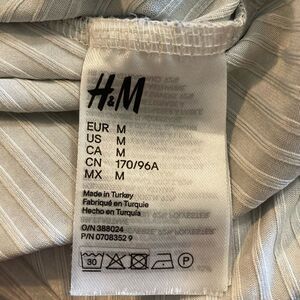 H&M
EUR M
US M
CA M
CN 170/96A
MX M
Made in Turkey
Fabriqué en Turquie
Hecho en Turquía
O/N 388024
P/N 0708352 9
30
P